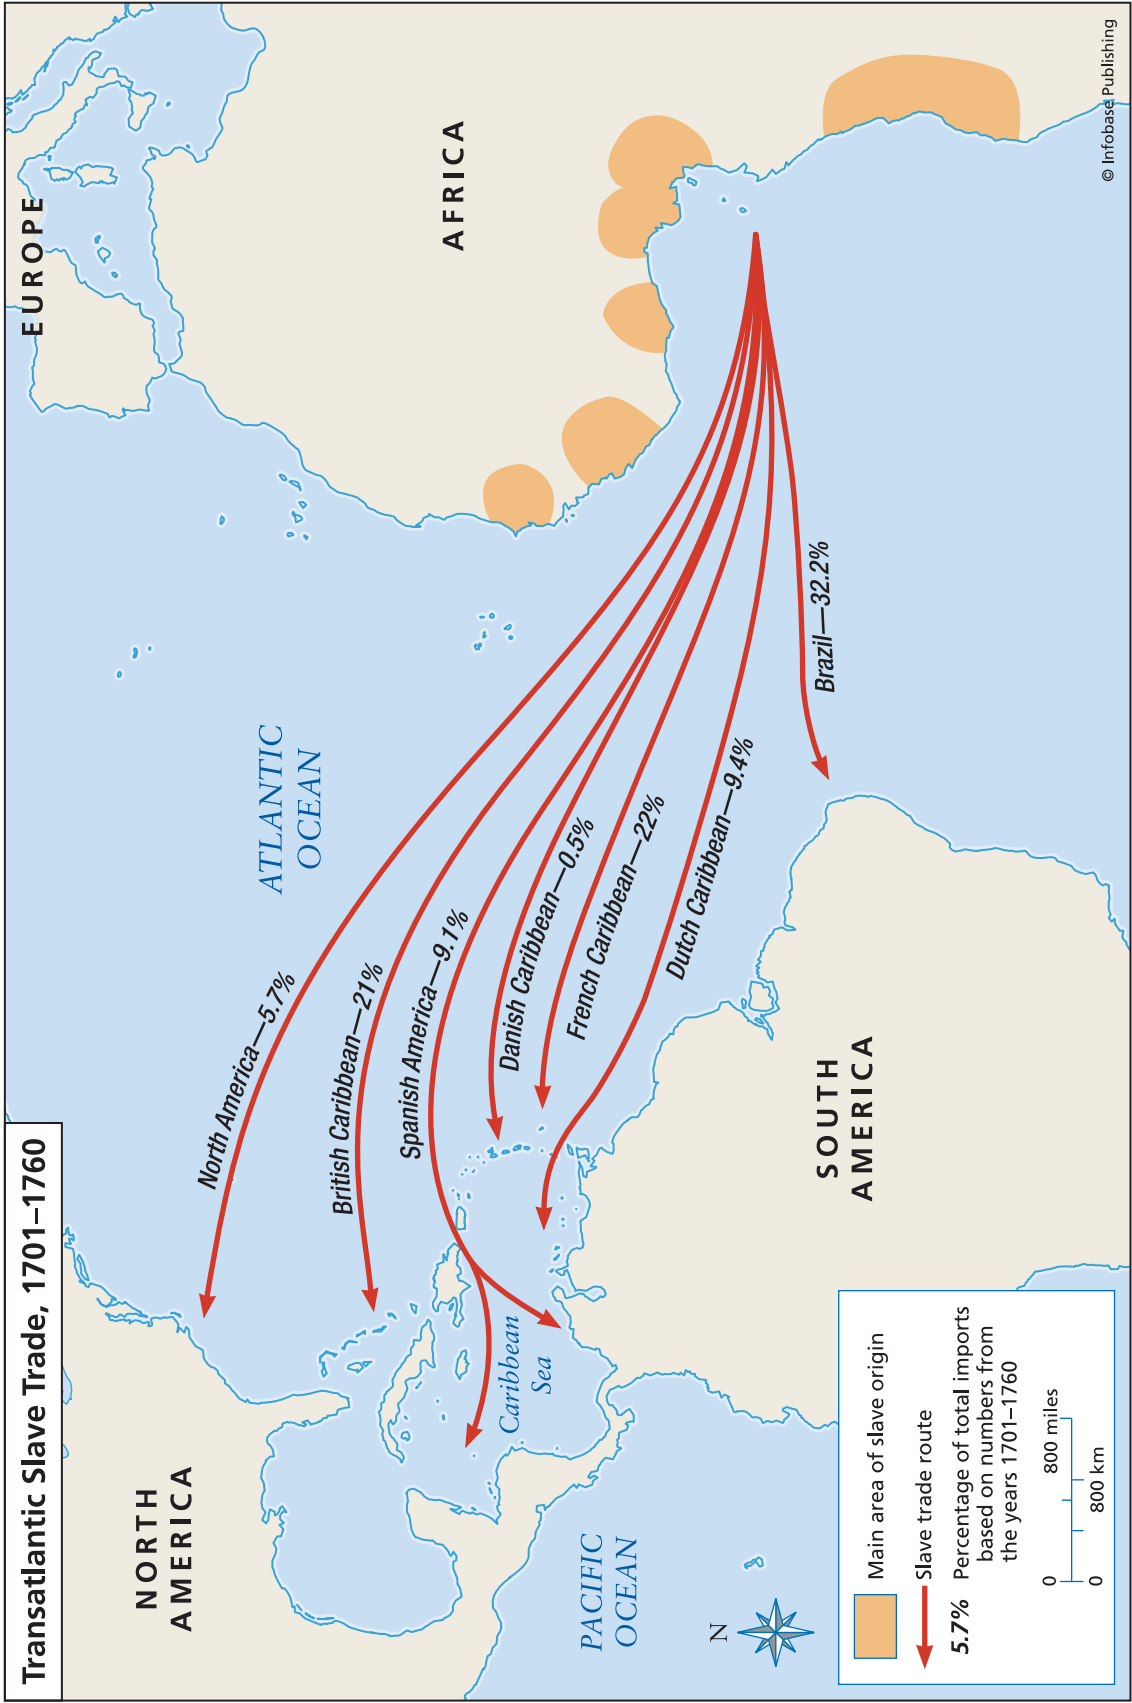 Transatlantic Slave Trade, 1701–1760
EUROPE
AFRICA
NORTH
AMERICA
ATLANTIC
OCEAN
North America—5.7%
British Caribbean—21%
Spanish America—9.1%
Danish Caribbean—0.5%
French Caribbean—22%
Dutch Caribbean—9.4%
Brazil—32.2%
Caribbean
Sea
PACIFIC
OCEAN
SOUTH
AMERICA
N
Main area of slave origin
Slave trade route
5.7% Percentage of total imports
based on numbers from
the years 1701–1760
0 800 miles
0 800 km
© Infobase Publishing